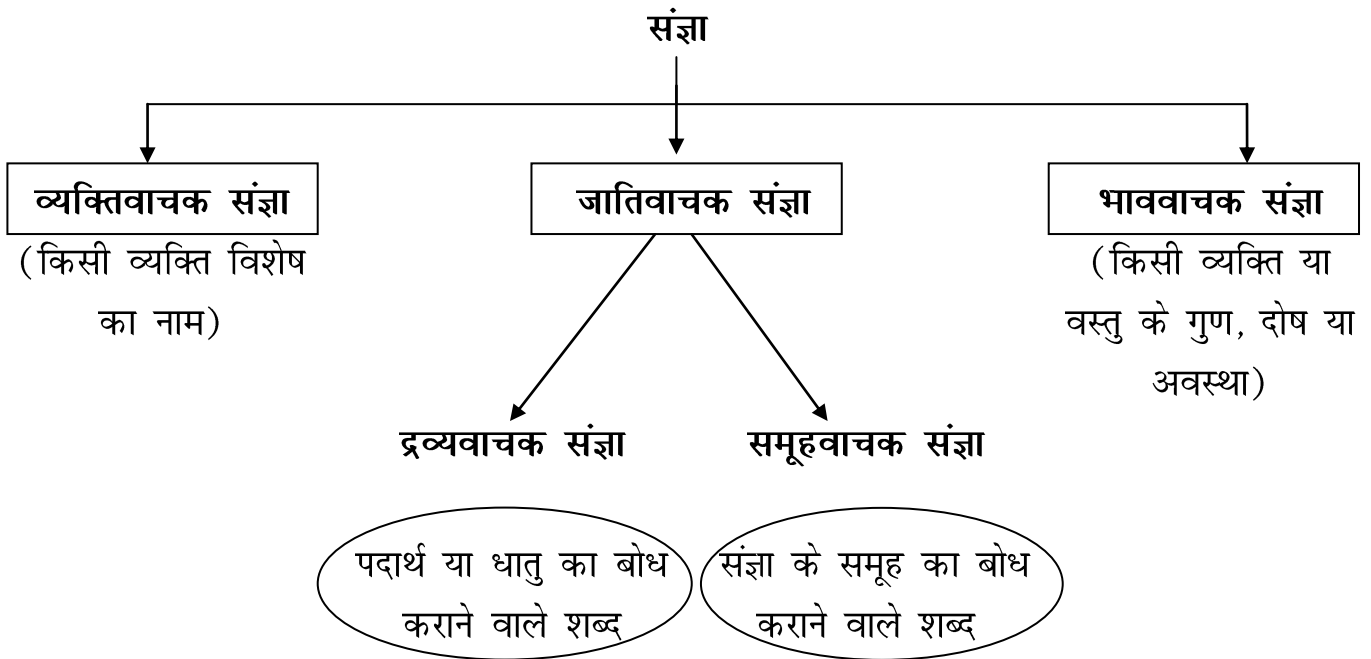 संज्ञा
व्यक्तिवाचक संज्ञा
(किसी व्यक्ति विशेष
का नाम)
जातिवाचक संज्ञा
भाववाचक संज्ञा
(किसी व्यक्ति या
वस्तु के गुण, दोष या
अवस्था)
द्रव्यवाचक संज्ञा
समूहवाचक संज्ञा
पदार्थ या धातु का बोध
कराने वाले शब्द
संज्ञा के समूह का बोध
कराने वाले शब्द